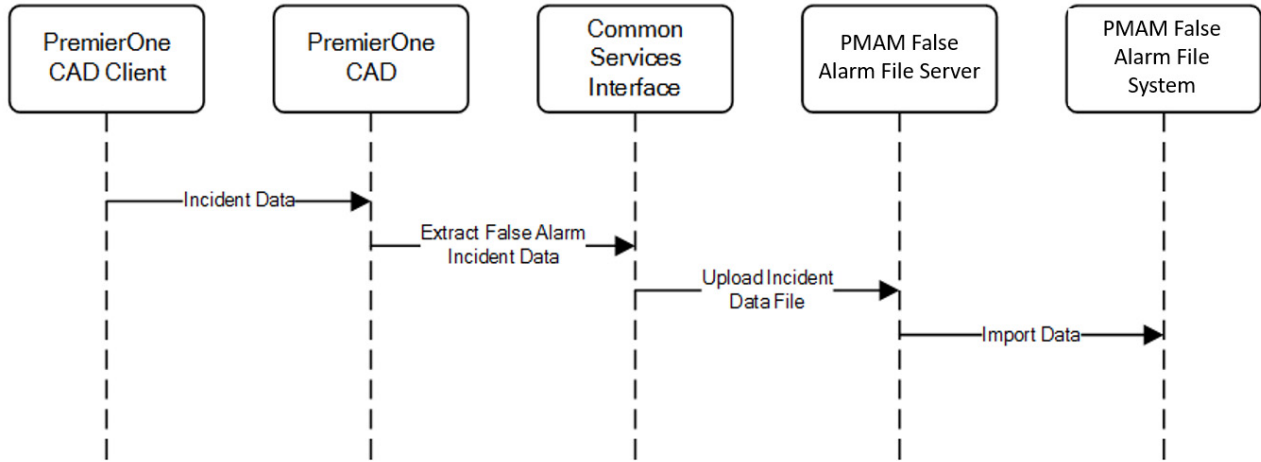 PremierOne
CAD Client
PremierOne
CAD
Common
Services
Interface
PMAM False
Alarm File Server
PMAM False
Alarm File
System
Incident Data
Extract False Alarm
Incident Data
Upload Incident
Data File
Import Data